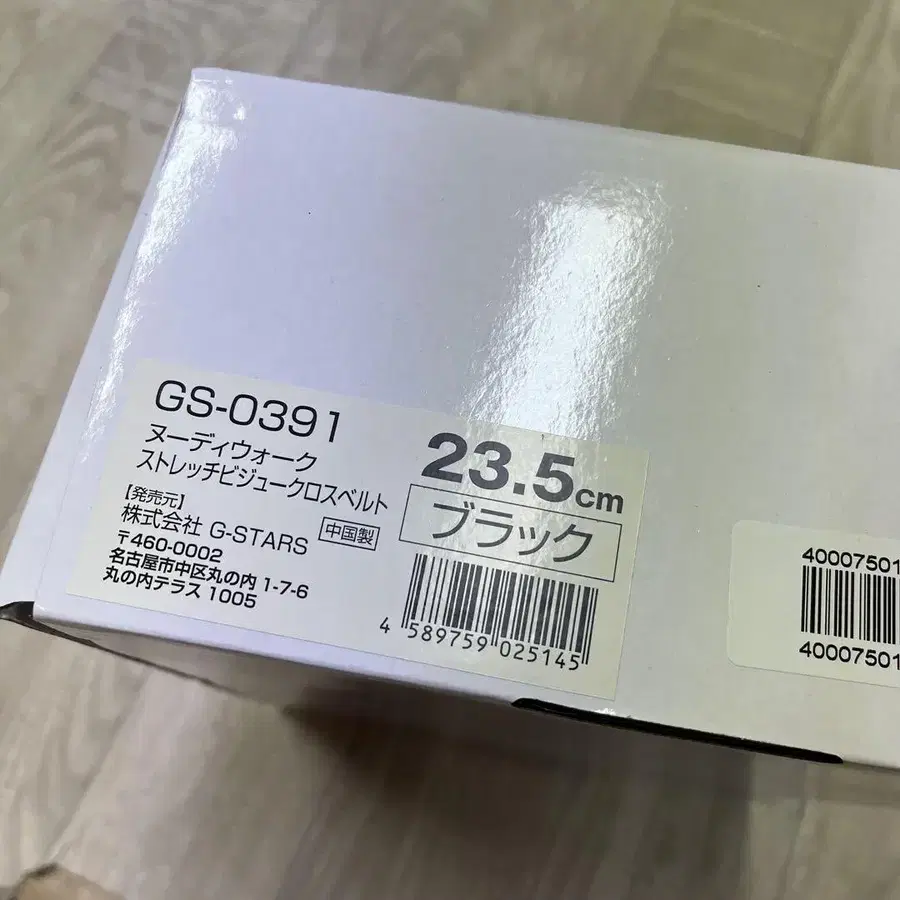 GS-0391
ヌーディウォーク
ストレッチビジュークロスベルト
【発売元】
株式会社 G-STARS 中国製
〒460-0002
名古屋市中区丸の内 1-7-6
丸の内テラス 1005
23.5cm
ブラック
4 589759 025145
40007501
40007501